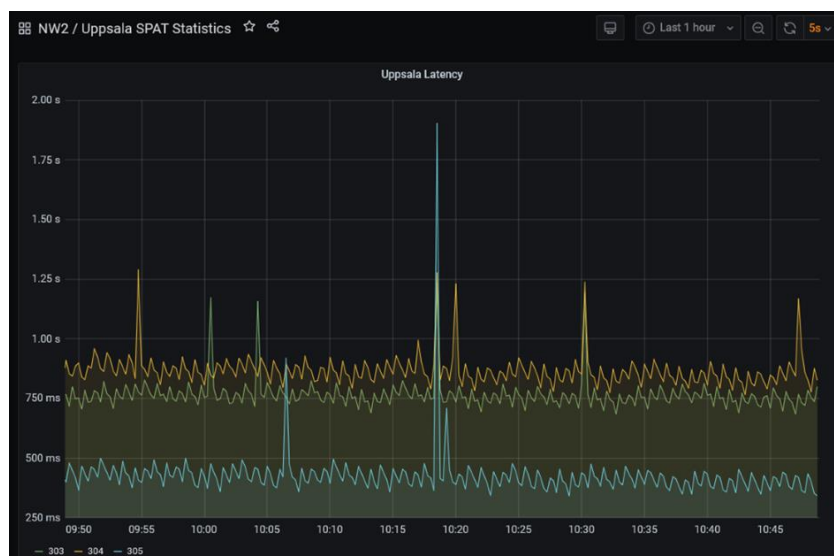 NW2 / Uppsala SPAT Statistics
Last 1 hour
5s
Uppsala Latency
2.00 s
1.75 s
1.50 s
1.25 s
1.00 s
750 ms
500 ms
250 ms
09:50 09:55 10:00 10:05 10:10 10:15 10:20 10:25 10:30 10:35 10:40 10:45
303 304 305